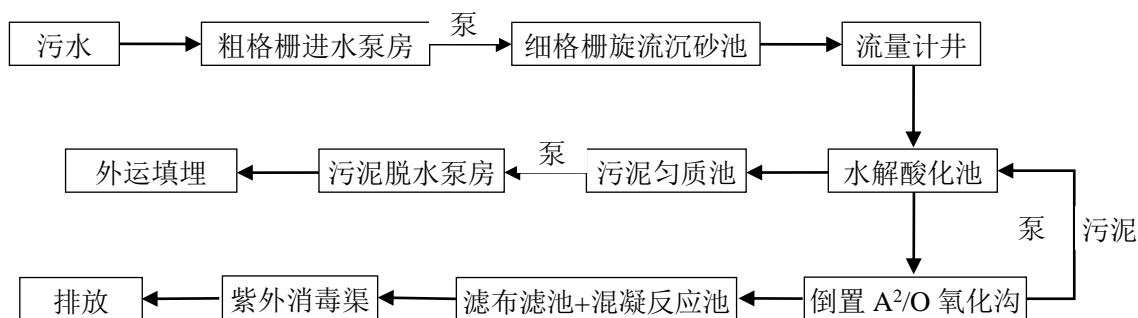 污水
粗格栅进水泵房
泵
细格栅旋流沉砂池
流量计井
外运填埋
污泥脱水泵房
泵
污泥匀质池
水解酸化池
泵
污泥
排放
紫外消毒渠
滤布滤池+混凝反应池
倒置 A²/O 氧化沟